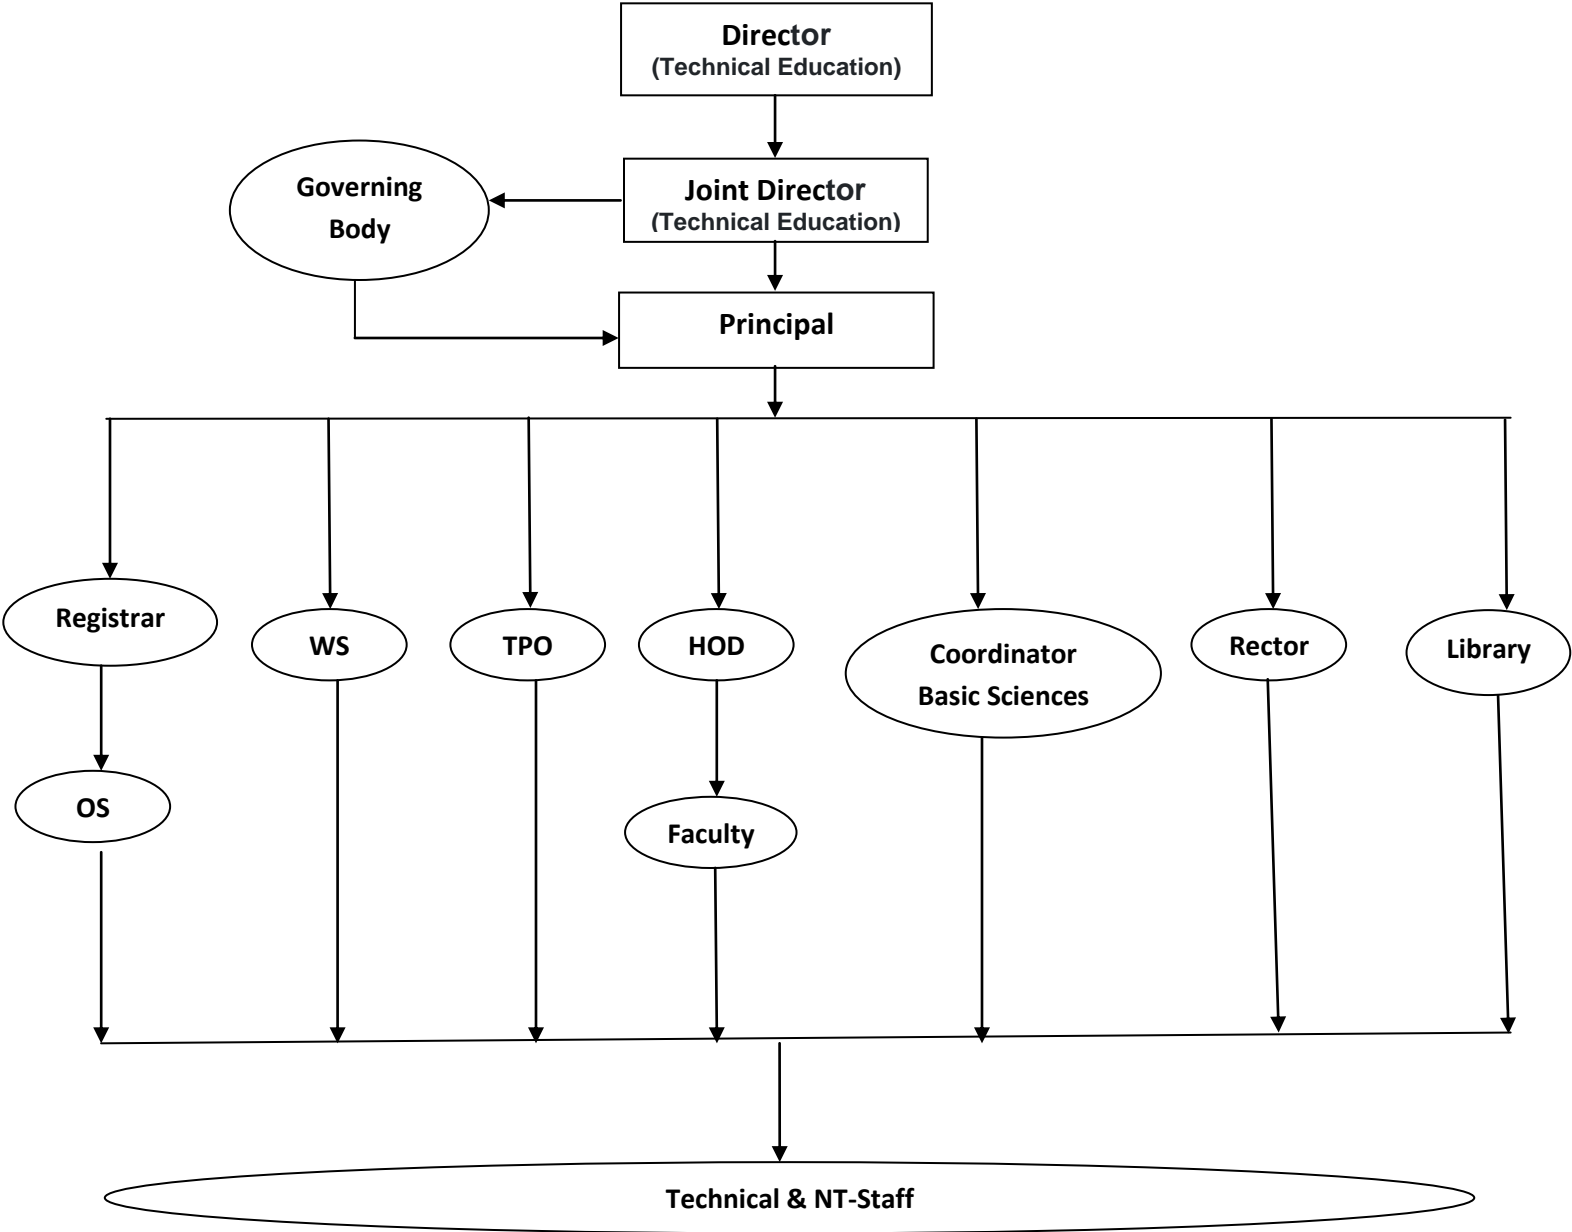 Director
(Technical Education)
Governing
Body
Joint Director
(Technical Education)
Principal
Registrar
WS
TPO
HOD
Coordinator
Basic Sciences
Rector
Library
OS
Faculty
Technical & NT-Staff